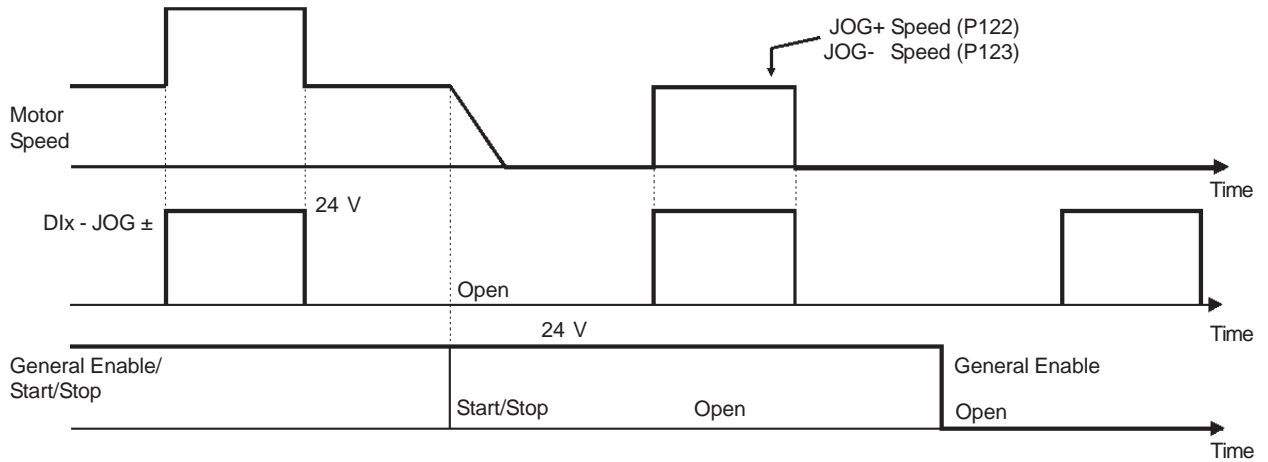 JOG+ Speed (P122)
JOG- Speed (P123)
Motor
Speed
Time
24 V
DIx - JOG ±
Open
Time
24 V
General Enable/
Start/Stop
General Enable
Start/Stop
Open
Open
Time